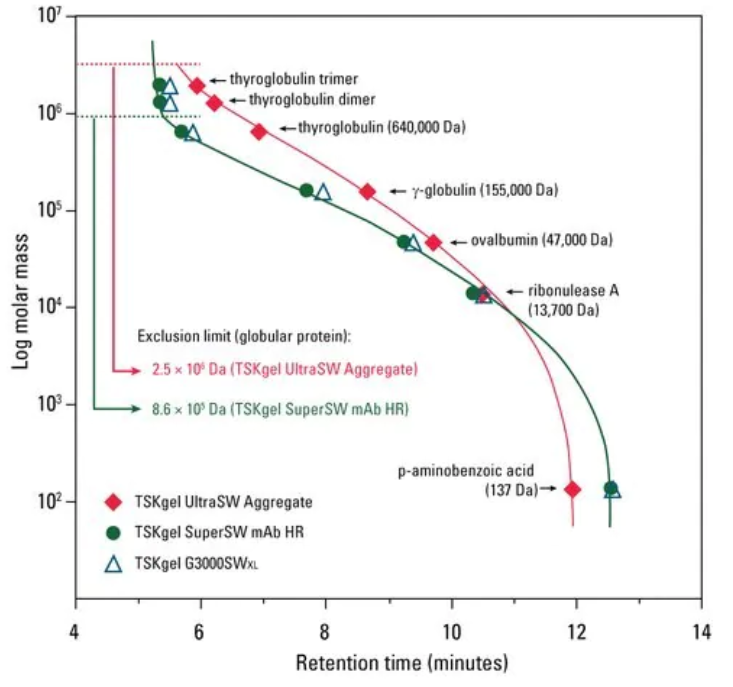 10⁷
10⁶
10⁵
10⁴
10³
10²
Log molar mass
thyroglobulin trimer
thyroglobulin dimer
thyroglobulin (640,000 Da)
γ-globulin (155,000 Da)
ovalbumin (47,000 Da)
ribonulease A
(13,700 Da)
Exclusion limit (globular protein):
2.5 × 10⁶ Da (TSKgel UltraSW Aggregate)
8.6 × 10⁵ Da (TSKgel SuperSW mAb HR)
p-aminobenzoic acid
(137 Da)
TSKgel UltraSW Aggregate
TSKgel SuperSW mAb HR
TSKgel G3000SWXL
4 6 8 10 12 14
Retention time (minutes)